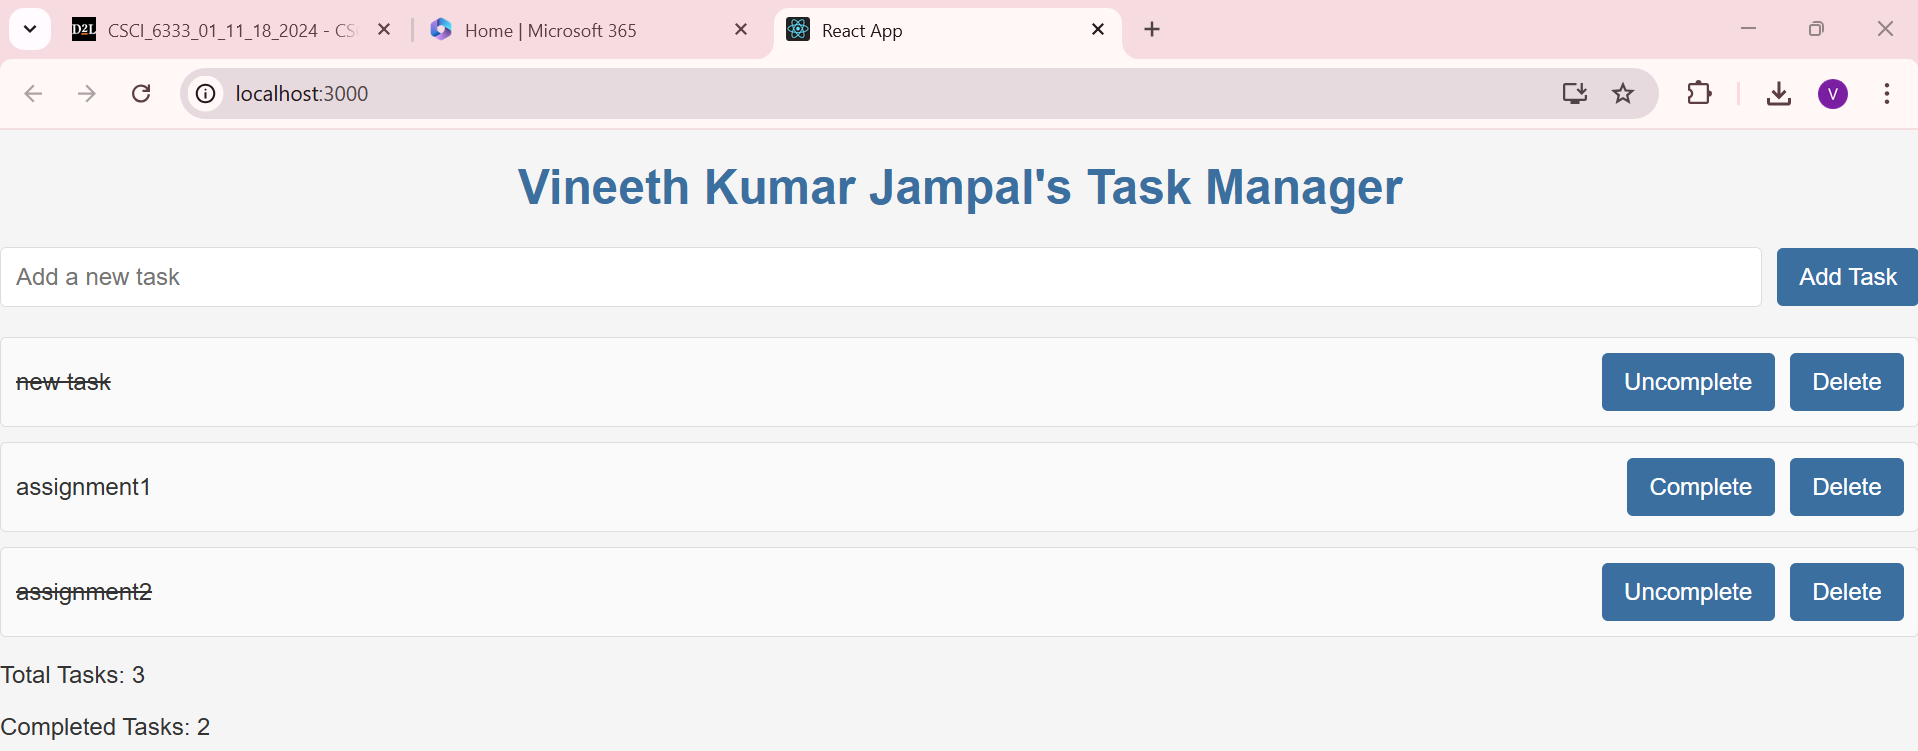 D2L CSCI_6333_01_11_18_2024 - CS
Home | Microsoft 365
React App
localhost:3000
V
Vineeth Kumar Jampal's Task Manager
Add a new task
Add Task
new task
Uncomplete
Delete
assignment1
Complete
Delete
assignment2
Uncomplete
Delete
Total Tasks: 3
Completed Tasks: 2